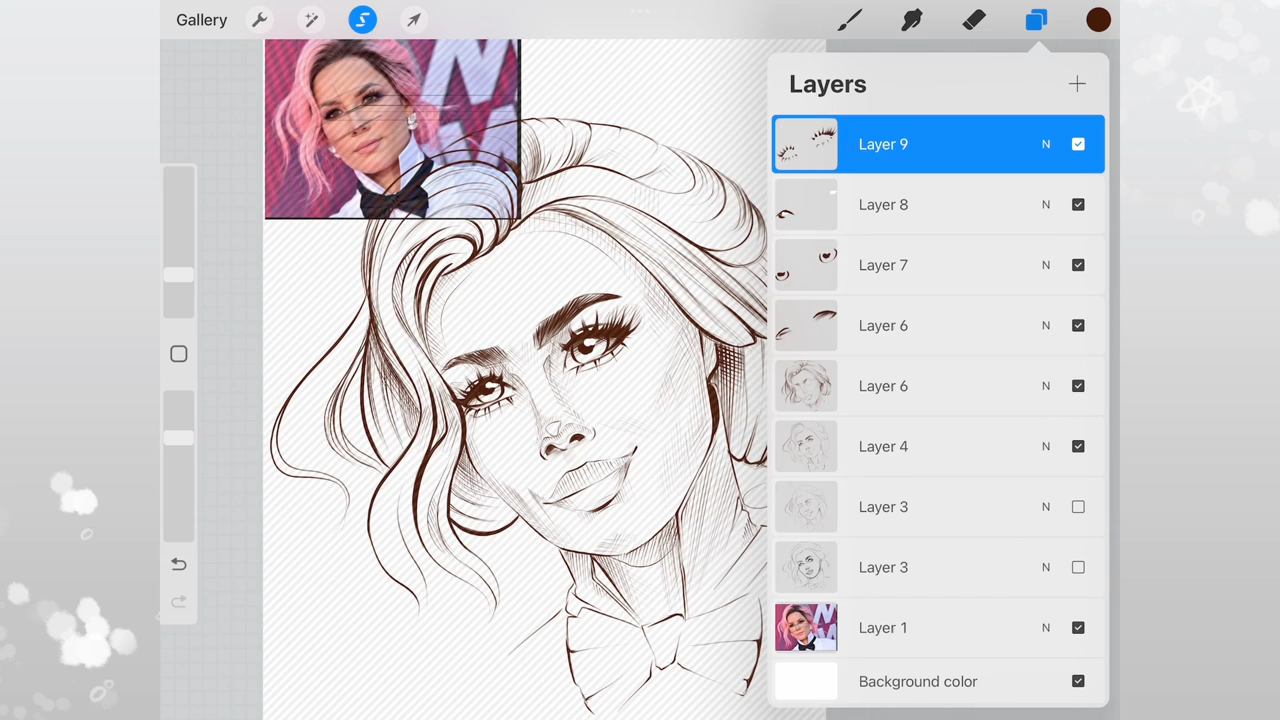 Gallery
Layers
Layer 9 N
Layer 8 N
Layer 7 N
Layer 6 N
Layer 6 N
Layer 4 N
Layer 3 N
Layer 3 N
Layer 1 N
Background color